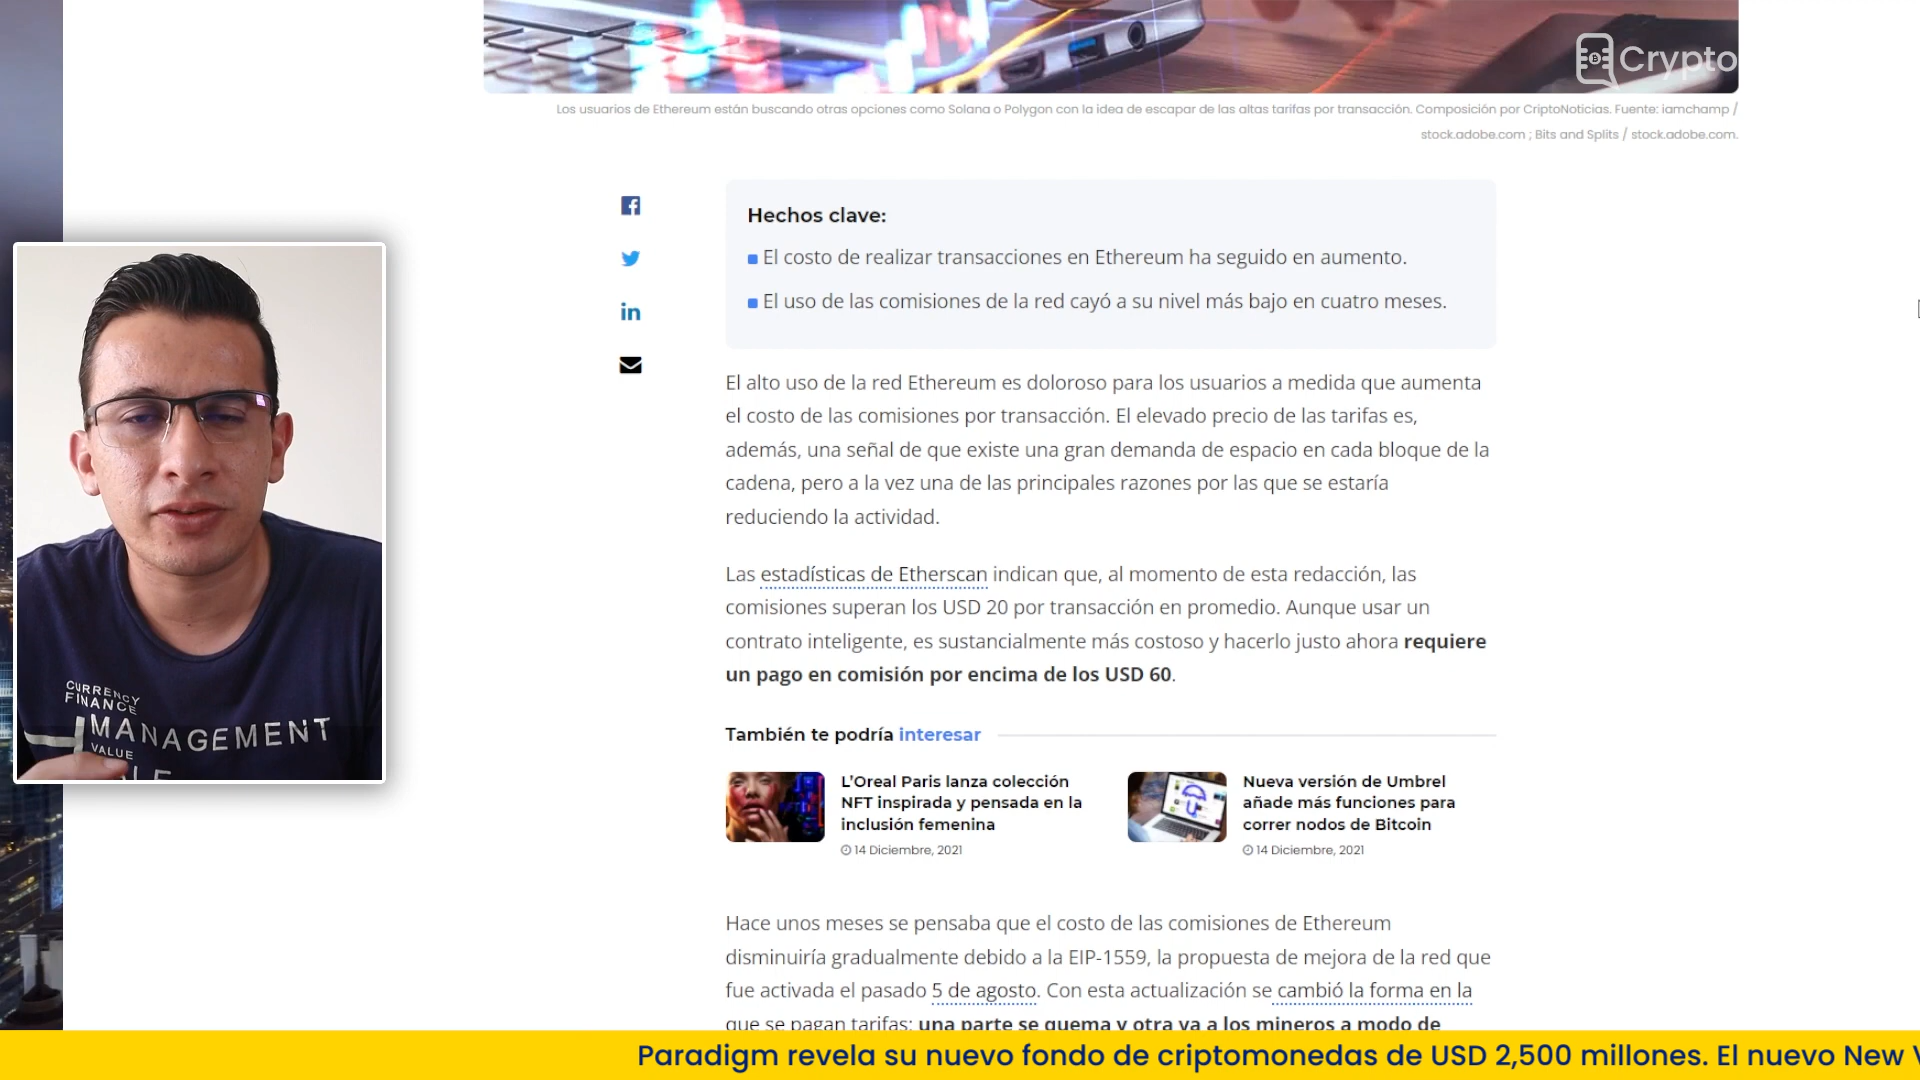 Crypto
Los usuarios de Ethereum están buscando otras opciones como Solana o Polygon con la idea de escapar de las altas tarifas por transacción. Composición por CriptoNoticias. Fuente: iamchamp /
stock.adobe.com ; Bits and Splits / stock.adobe.com.
Hechos clave:
El costo de realizar transacciones en Ethereum ha seguido en aumento.
El uso de las comisiones de la red cayó a su nivel más bajo en cuatro meses.
El alto uso de la red Ethereum es doloroso para los usuarios a medida que aumenta
el costo de las comisiones por transacción. El elevado precio de las tarifas es,
además, una señal de que existe una gran demanda de espacio en cada bloque de la
cadena, pero a la vez una de las principales razones por las que se estaría
reduciendo la actividad.
Las estadísticas de Etherscan indican que, al momento de esta redacción, las
comisiones superan los USD 20 por transacción en promedio. Aunque usar un
contrato inteligente, es sustancialmente más costoso y hacerlo justo ahora requiere
un pago en comisión por encima de los USD 60.
También te podría interesar
L'Oreal Paris lanza colección
NFT inspirada y pensada en la
inclusión femenina
14 Diciembre, 2021
Nueva versión de Umbrel
añade más funciones para
correr nodos de Bitcoin
14 Diciembre, 2021
Hace unos meses se pensaba que el costo de las comisiones de Ethereum
disminuiría gradualmente debido a la EIP-1559, la propuesta de mejora de la red que
fue activada el pasado 5 de agosto. Con esta actualización se cambió la forma en la
que se pagan tarifas: una parte se quema y otra va a los mineros a modo de
CURRENCY
FINANCE
MANAGEMENT
VALUE
Paradigm revela su nuevo fondo de criptomonedas de USD 2,500 millones. El nuevo New